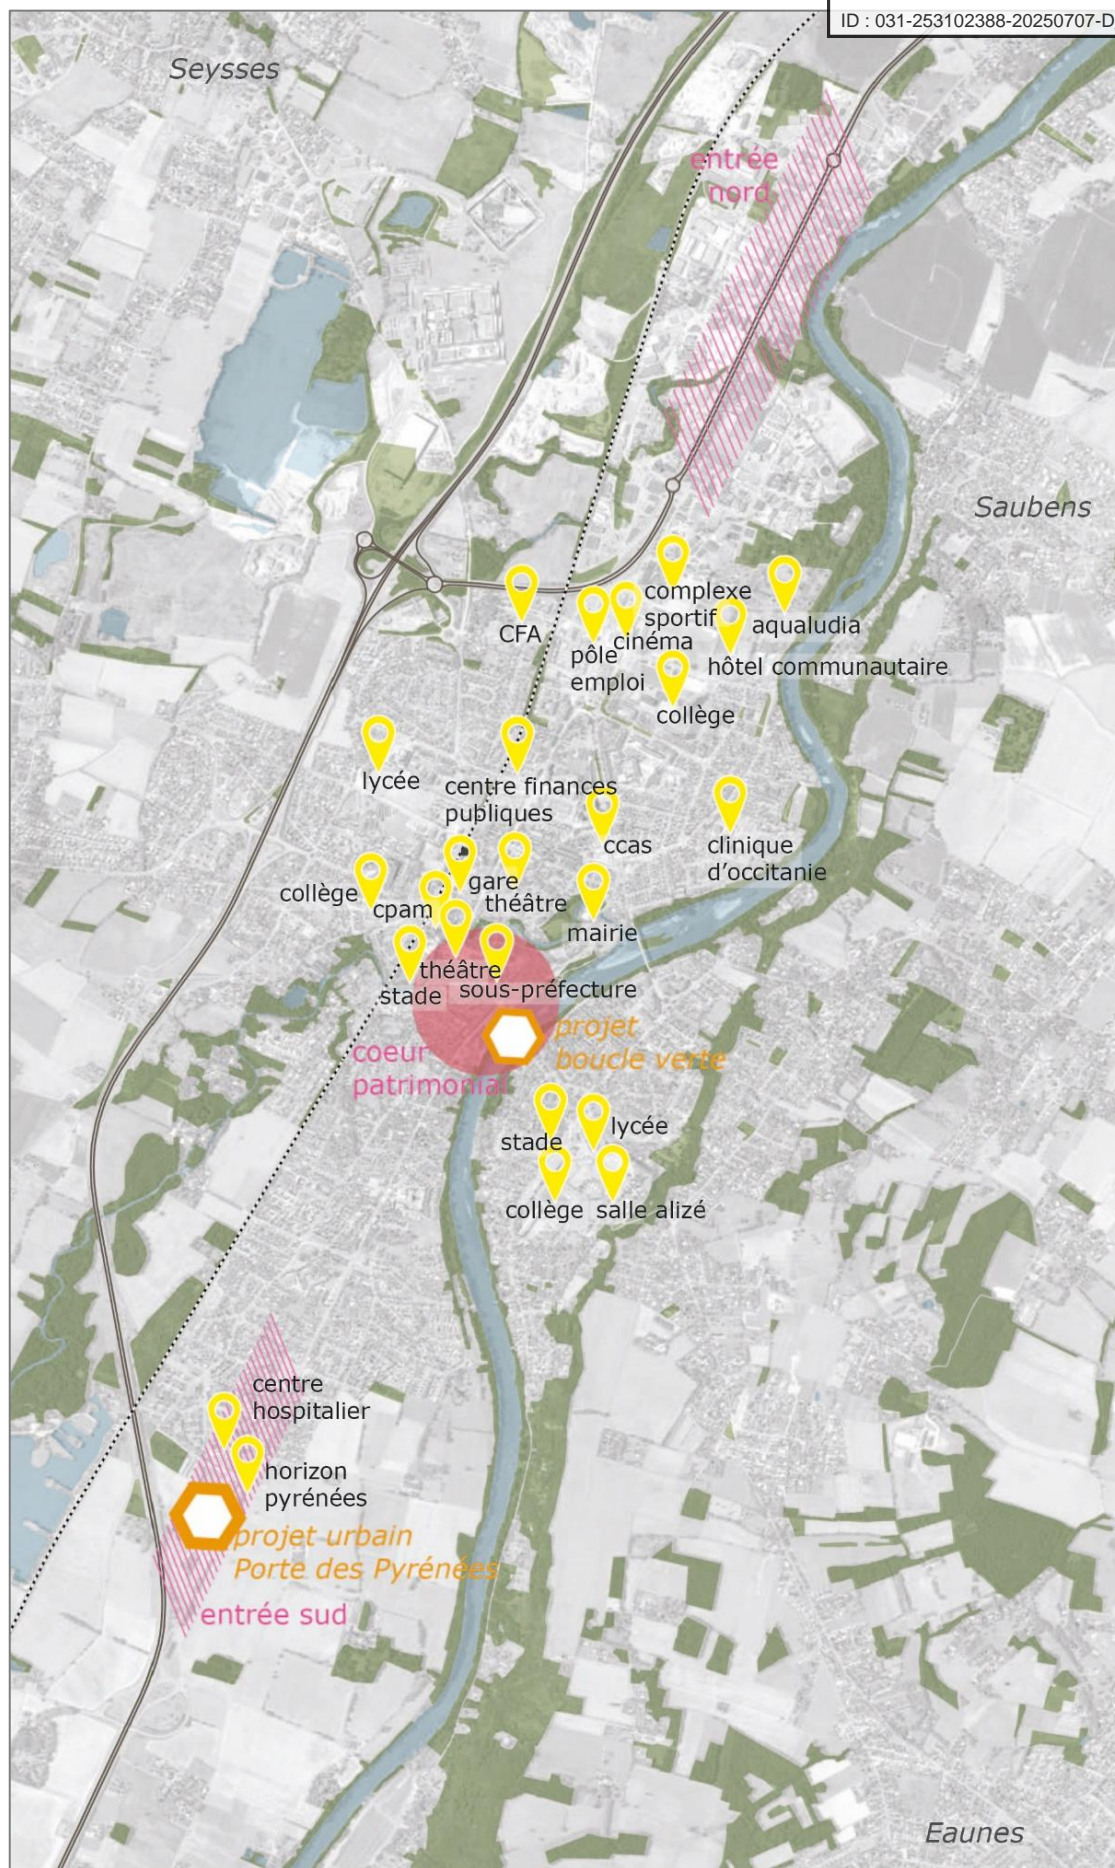 ID : 031-253102388-20250707-D
Seysses
entrée
nord
Saubens
complexe
sportif
CFA
cinéma
aqualudia
pôle
emploi
hôtel communautaire
collège
lycée
centre finances
publiques
ccas
clinique
d'occitanie
collège
cpam
gare
théâtre
mairie
théâtre
stade
sous-préfecture
projet
boucle verte
coeur
patrimonial
stade
lycée
collège
salle alizé
centre
hospitalier
horizon
pyrénées
projet urbain
Porte des Pyrénées
entrée sud
Eaunes